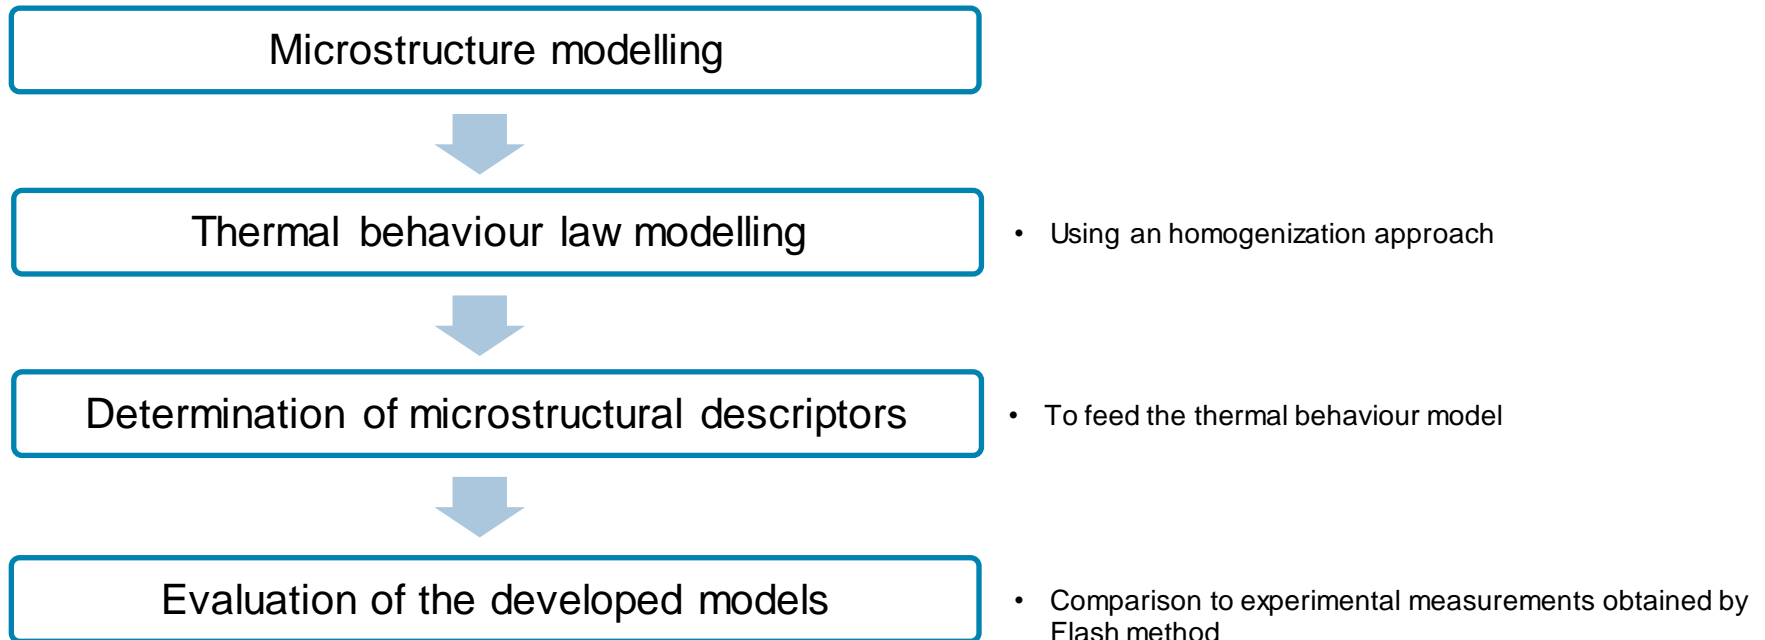 Microstructure modelling
Thermal behaviour law modelling
• Using an homogenization approach
Determination of microstructural descriptors
• To feed the thermal behaviour model
Evaluation of the developed models
• Comparison to experimental measurements obtained by
Flash method